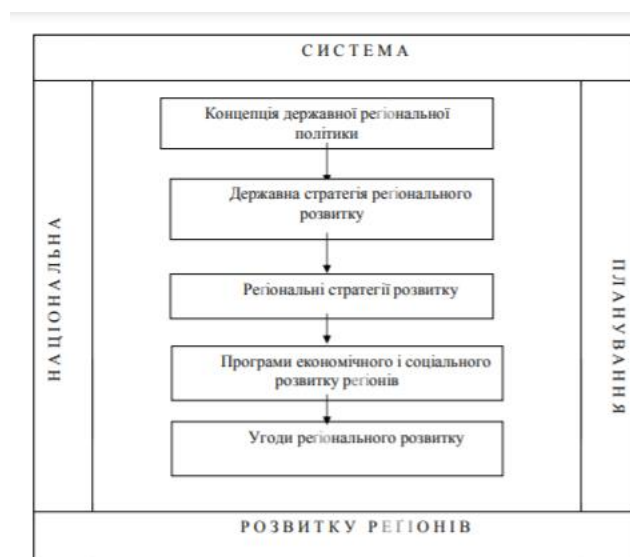 СИСТЕМА
НАЦІОНАЛЬНА
Концепція державної регіональної
політики
Державна стратегія регіонального
розвитку
Регіональні стратегії розвитку
Програми економічного і соціального
розвитку регіонів
Угоди регіонального розвитку
ПЛАНУВАННЯ
РОЗВИТКУ РЕГІОНІВ